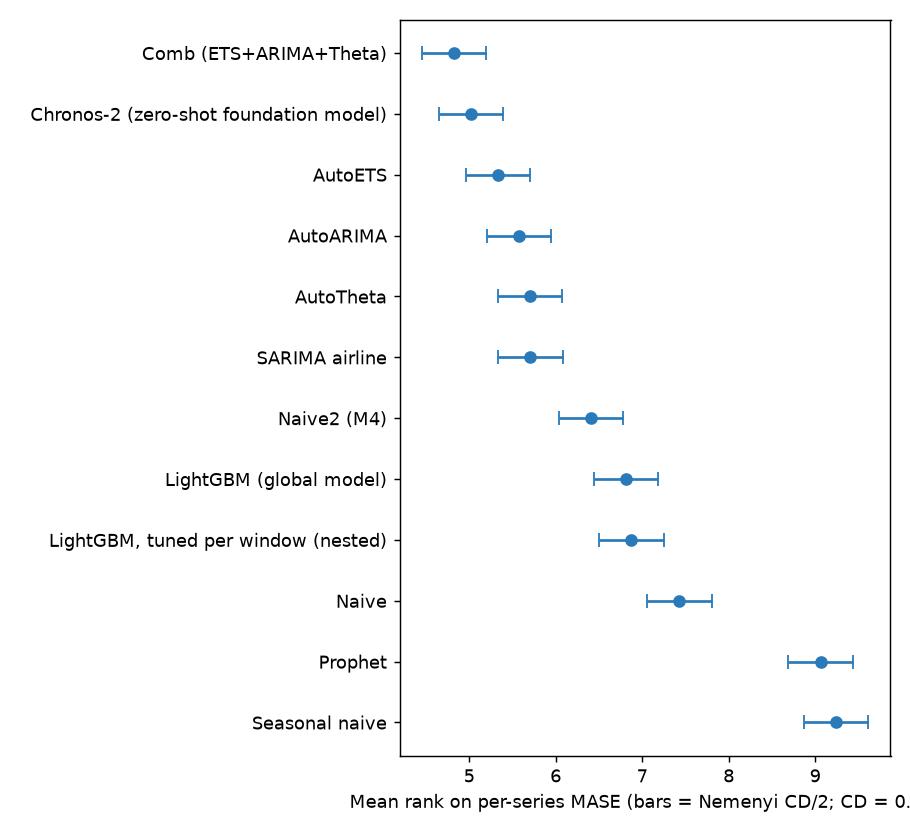 Comb (ETS+ARIMA+Theta)
Chronos-2 (zero-shot foundation model)
AutoETS
AutoARIMA
AutoTheta
SARIMA airline
Naive2 (M4)
LightGBM (global model)
LightGBM, tuned per window (nested)
Naive
Prophet
Seasonal naive
5 6 7 8 9
Mean rank on per-series MASE (bars = Nemenyi CD/2; CD = 0.